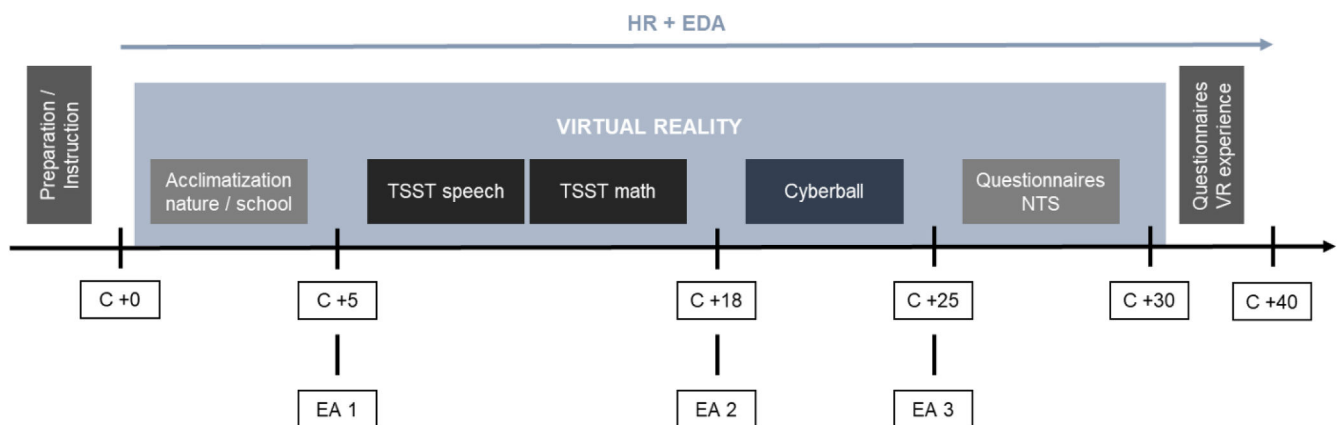 HR + EDA
Preparation /
Instruction
VIRTUAL REALITY
Acclimatization
nature / school
TSST speech
TSST math
Cyberball
Questionnaires
NTS
Questionnaires
VR experience
C +0
C +5
C +18
C +25
C +30
C +40
EA 1
EA 2
EA 3